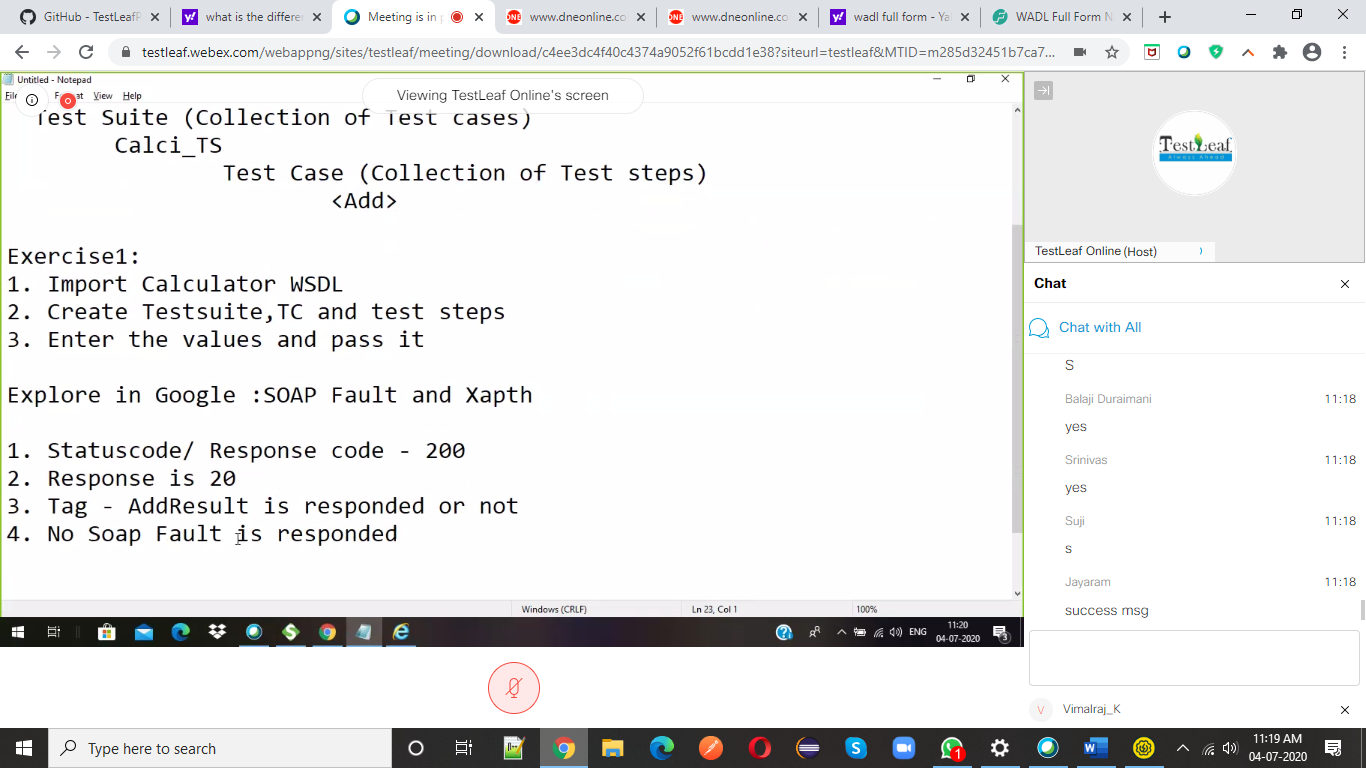 GitHub - TestLeafP
what is the differen
Meeting is in p
www.dneonline.co
www.dneonline.co
wadl full form - Ya
WADL Full Form N
testleaf.webex.com/webappng/sites/testleaf/meeting/download/c4ee3dc4f40c4374a9052f61bcdd1e38?siteurl=testleaf&MTID=m285d32451b7ca7...
Untitled - Notepad
View Help
Viewing TestLeaf Online's screen
Test Suite (Collection of Test cases)
Calci_TS
Test Case (Collection of Test steps)
<Add>
Exercise1:
1. Import Calculator WSDL
2. Create Testsuite,TC and test steps
3. Enter the values and pass it
Explore in Google :SOAP Fault and Xapth
1. Statuscode/ Response code - 200
2. Response is 20
3. Tag - AddResult is responded or not
4. No Soap Fault is responded
Windows (CRLF) Ln 23, Col 1 100%
ENG
11:20
04-07-2020
3
TestLeaf
Always Ahead
TestLeaf Online (Host)
Chat
Chat with All
S
Balaji Duraimani 11:18
yes
Srinivas 11:18
yes
Suji 11:18
s
Jayaram 11:18
success msg
V Vimalraj_K
Type here to search
1
11:19 AM
04-07-2020